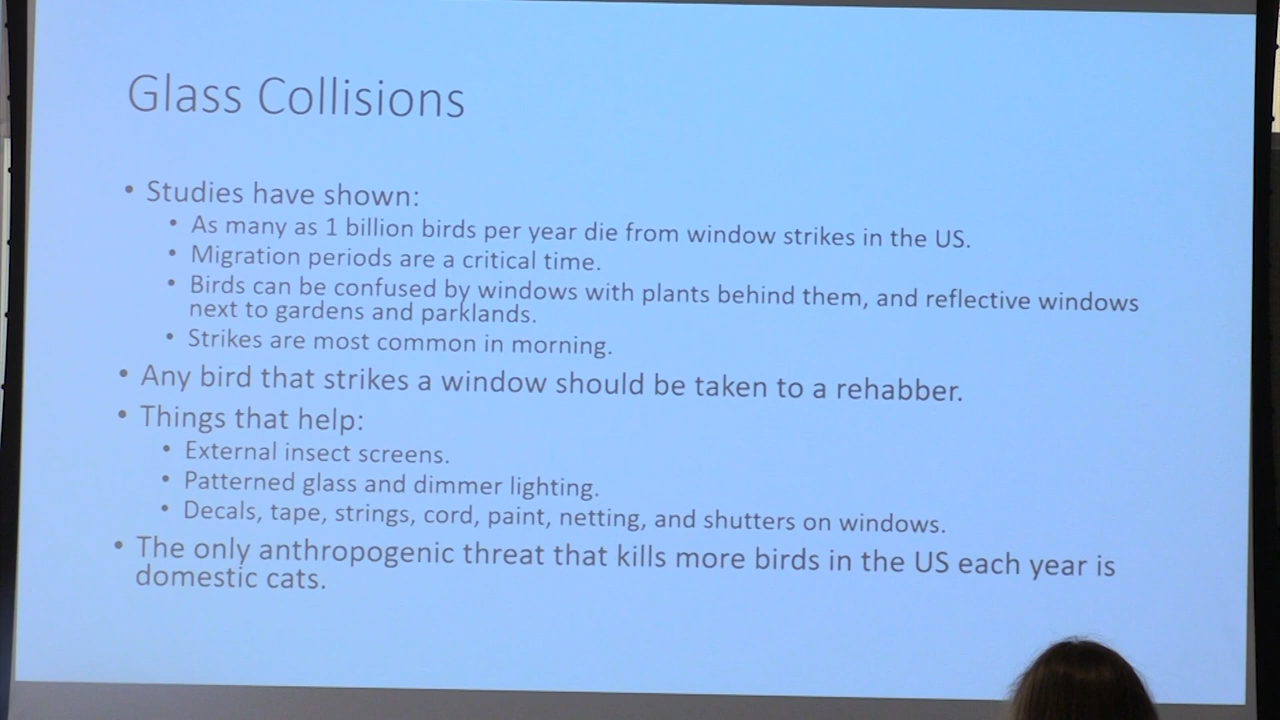 Glass Collisions
• Studies have shown:
• As many as 1 billion birds per year die from window strikes in the US.
• Migration periods are a critical time.
• Birds can be confused by windows with plants behind them, and reflective windows
next to gardens and parklands.
• Strikes are most common in morning.
• Any bird that strikes a window should be taken to a rehabber.
• Things that help:
• External insect screens.
• Patterned glass and dimmer lighting.
• Decals, tape, strings, cord, paint, netting, and shutters on windows.
• The only anthropogenic threat that kills more birds in the US each year is
domestic cats.